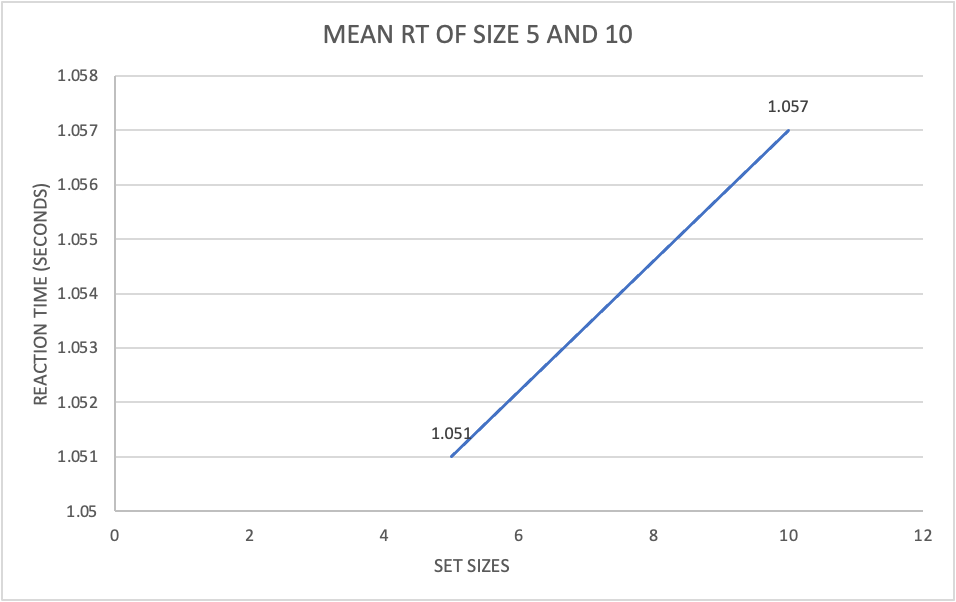 MEAN RT OF SIZE 5 AND 10
1.058
1.057
1.057
1.056
1.055
1.054
1.053
1.052
1.051
1.051
1.05
0 2 4 6 8 10 12
REACTION TIME (SECONDS)
SET SIZES